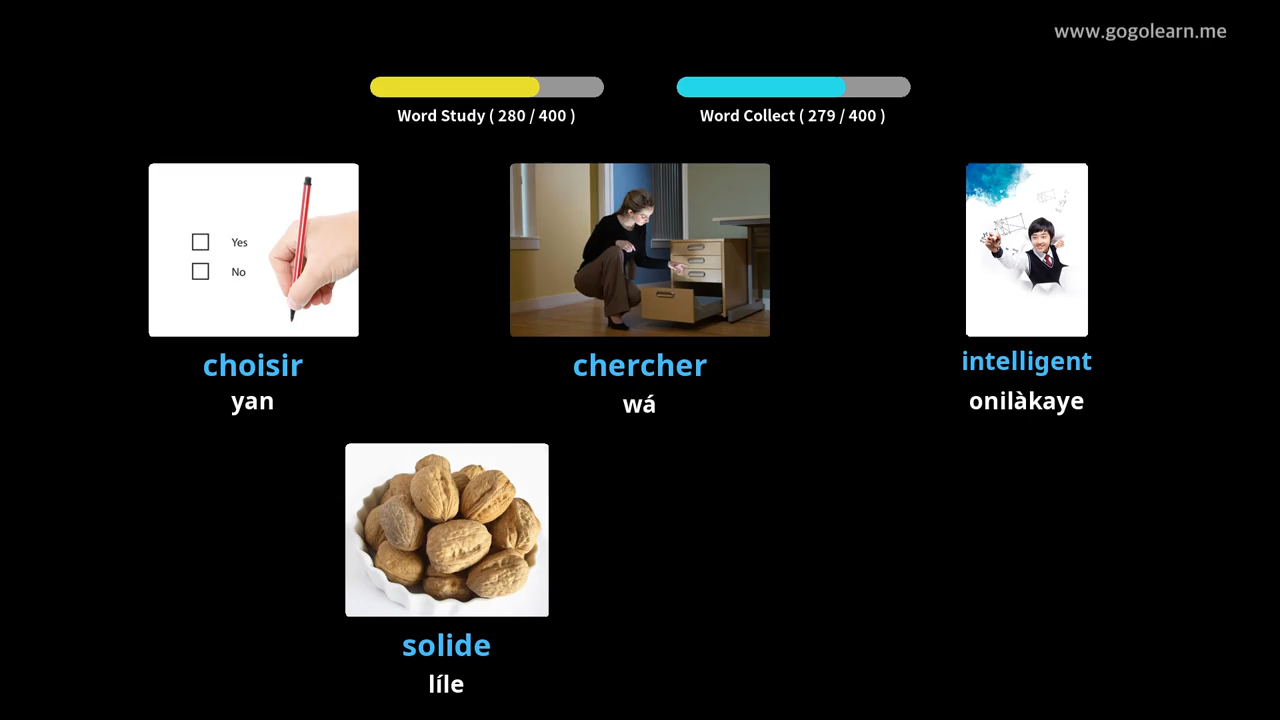 www.gogolearn.me
Word Study ( 280 / 400 )
Word Collect ( 279 / 400 )
Yes
No
choisir
yan
chercher
wá
intelligent
onilàkaye
solide
líle